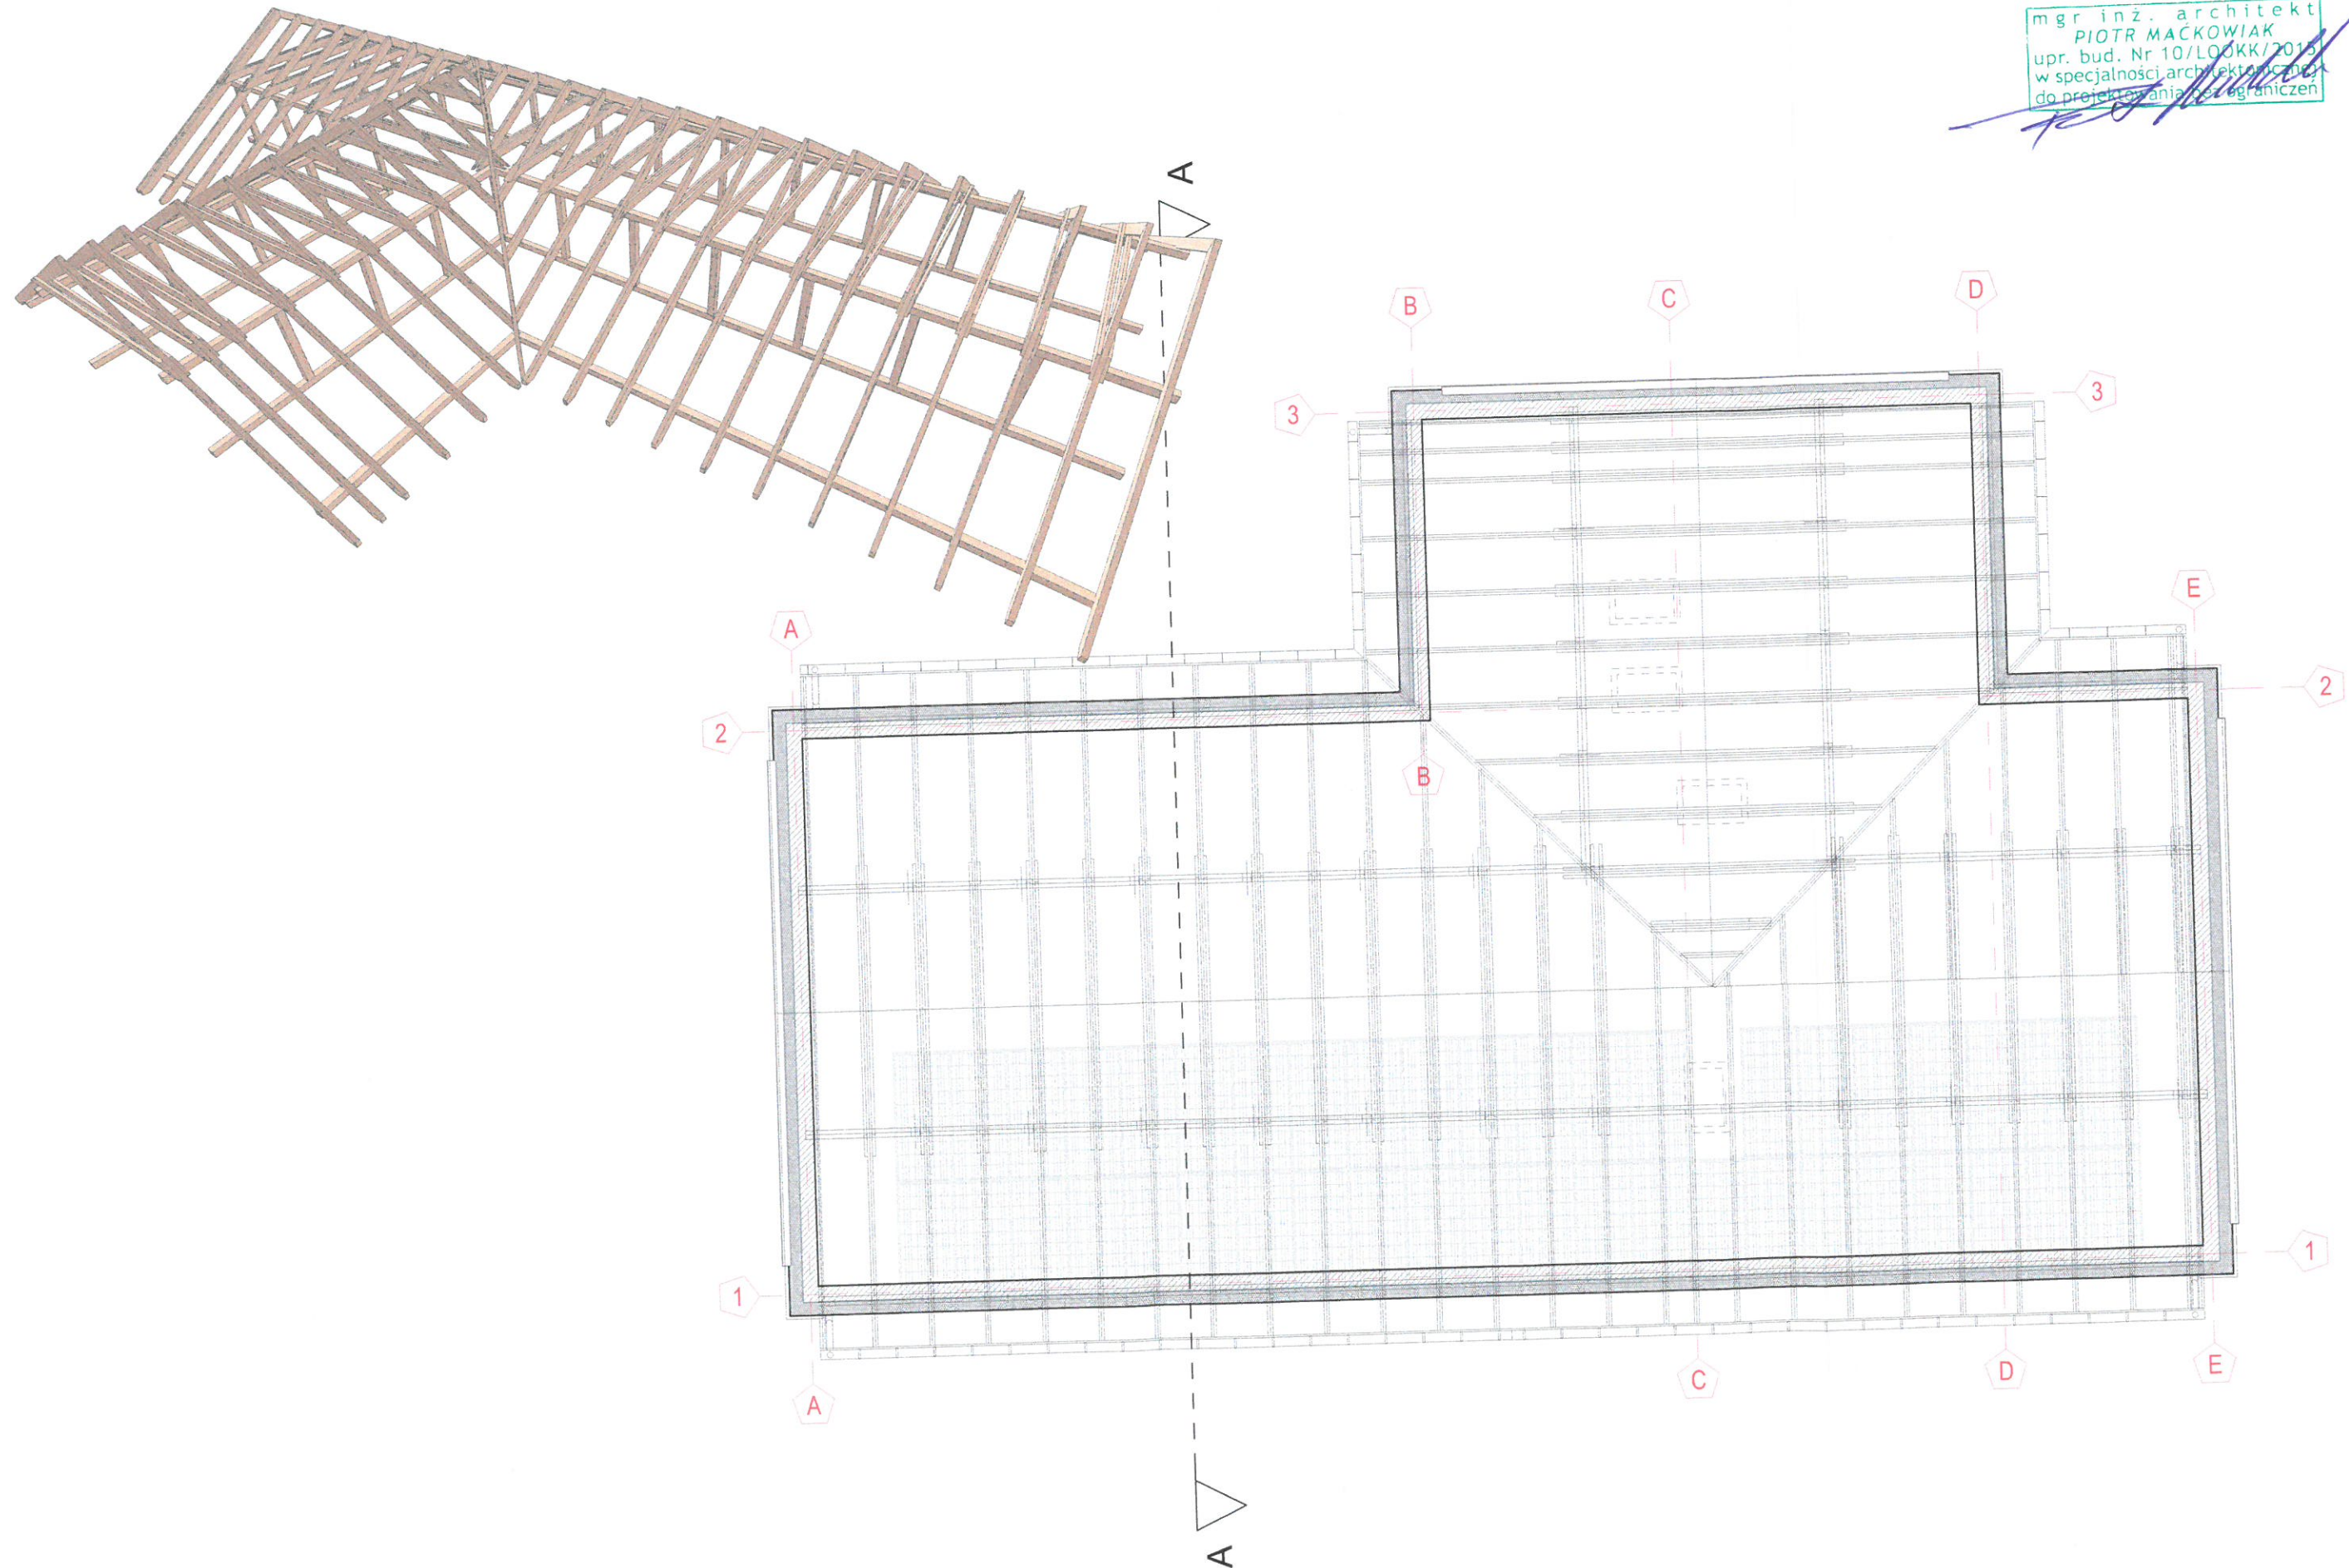 mgr inż. architekt
PIOTR MAĆKOWIAK
upr. bud. Nr 10/LOOKK/2015
w specjalności architektonicznej
do projektowania bez ograniczeń
A
B
C
D
3
3
E
A
2
2
B
1
1
A
C
D
E
A